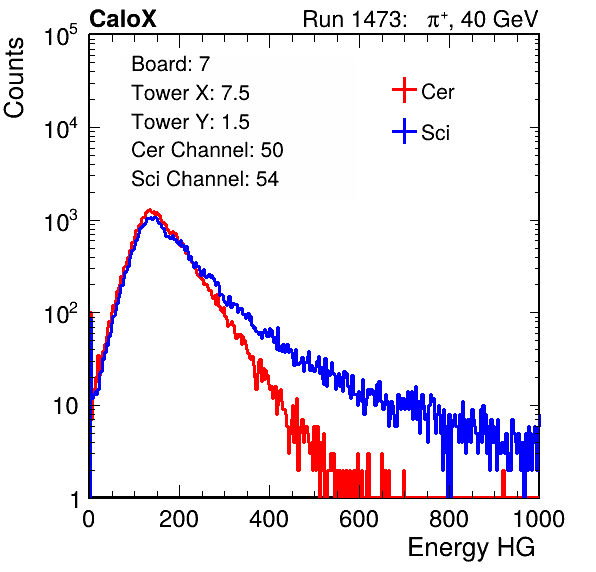 CaloX Run 1473: π⁺, 40 GeV
Counts
10⁵
10⁴
10³
10²
10
1
Board: 7
Tower X: 7.5
Tower Y: 1.5
Cer Channel: 50
Sci Channel: 54
Cer
Sci
0 200 400 600 800 1000
Energy HG